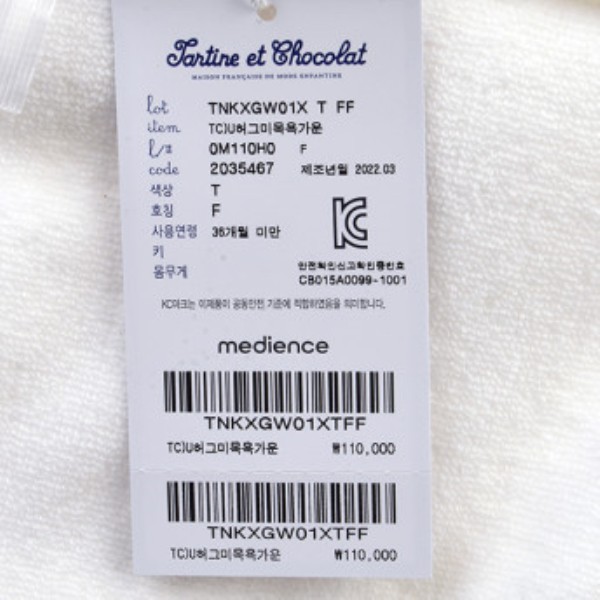 Tartine et Chocolat
MAISON FRANÇAISE DE MODE ENFANTINE
lot TNKXGW01X T FF
item TC)U허그미목욕가운
l/# 0M110H0 F
code 2035467 제조년월 2022.03
색상 T
호칭 F
사용연령 36개월 미만
키
몸무게
안전확인신고확인증번호
CB015A0099-1001
KC마크는 이제품이 공동안전 기준에 적합하였음을 의미합니다.
medience
TNKXGW01XTFF
TC)U허그미목욕가운 ₩110,000
TNKXGW01XTFF
TC)U허그미목욕가운 ₩110,000